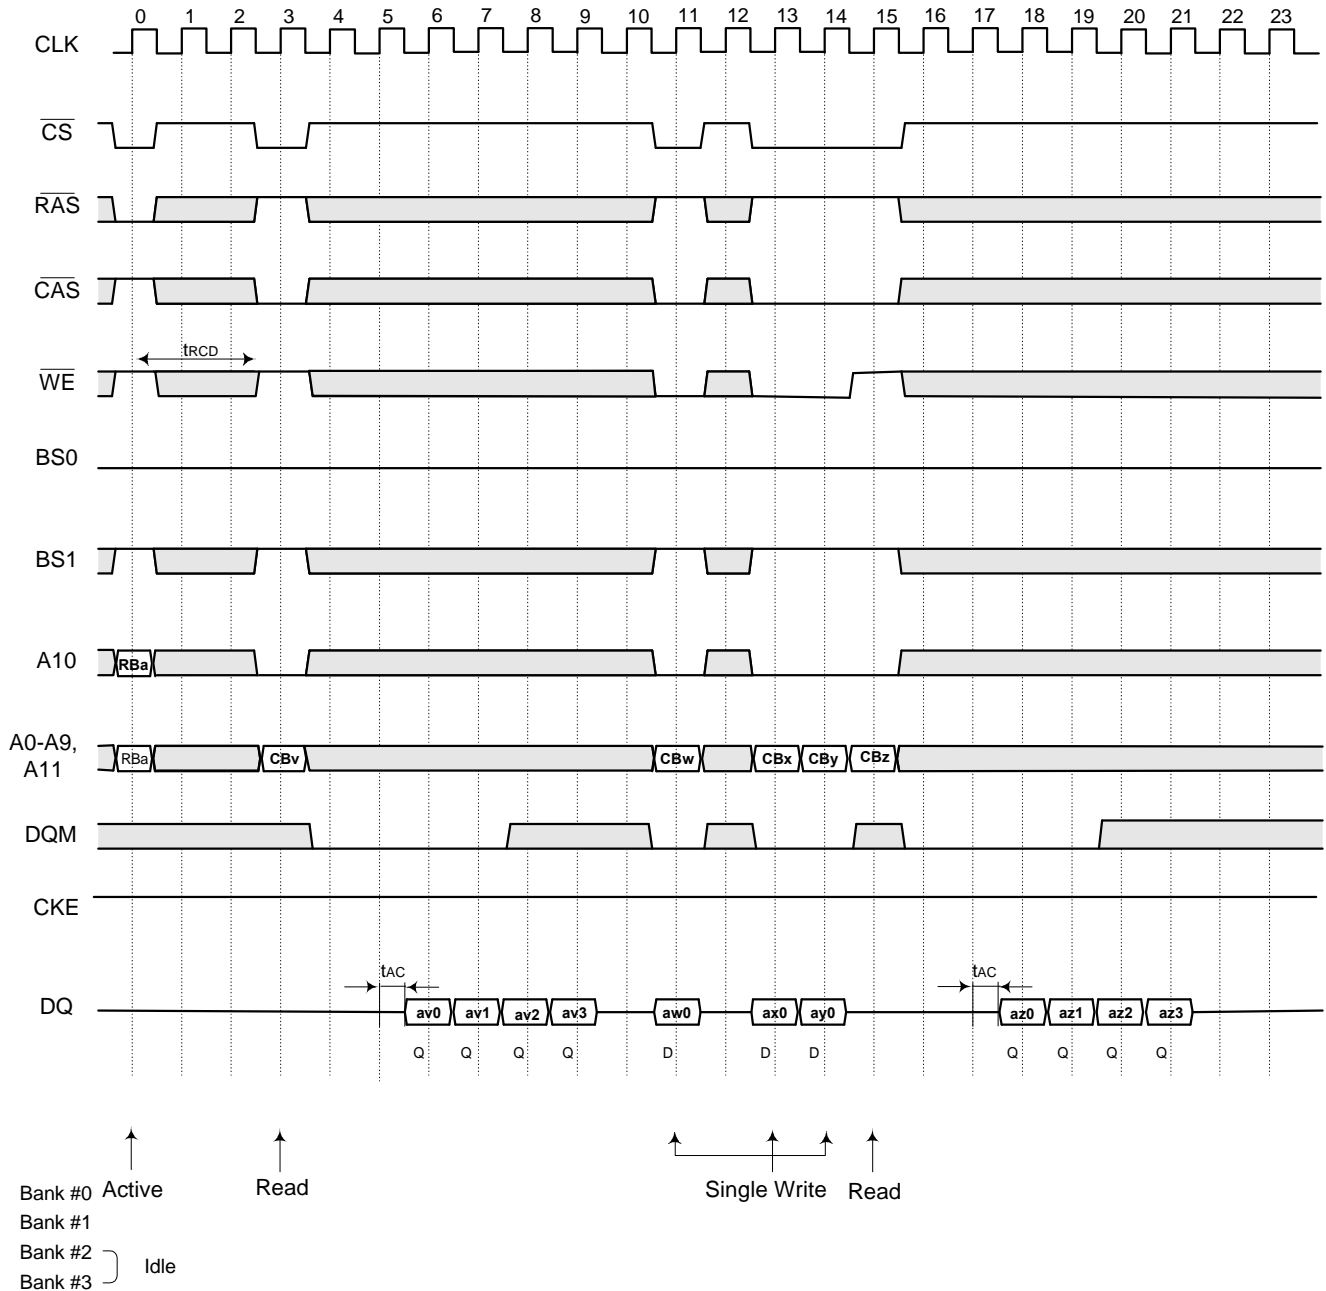 0 1 2 3 4 5 6 7 8 9 10 11 12 13 14 15 16 17 18 19 20 21 22 23
CLK
CS
RAS
CAS
tRCD
WE
BS0
BS1
A10 RBa
A0-A9,
A11
RBa CBv CBw CBx CBy CBz
DQM
CKE
tAC tAC
DQ av0 av1 av2 av3 aw0 ax0 ay0 az0 az1 az2 az3
Q Q Q Q D D D Q Q Q Q
Bank #0 Active Read Single Write Read
Bank #1
Bank #2
Idle
Bank #3